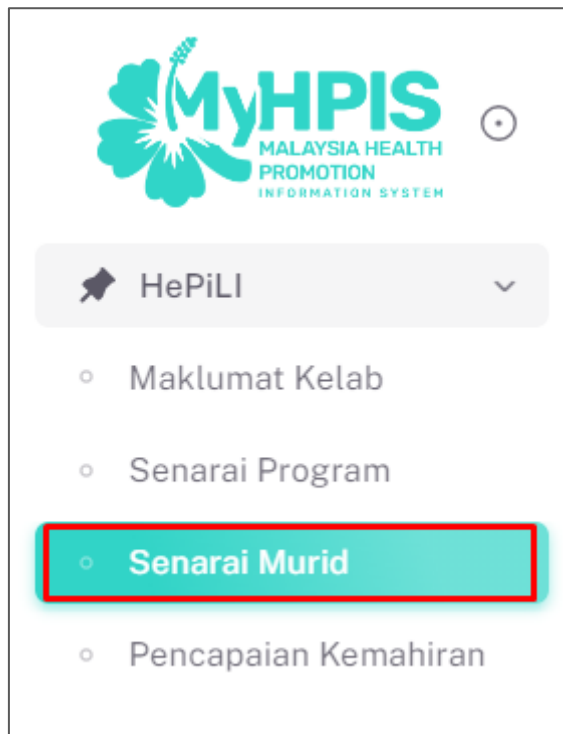 MyHPIS
MALAYSIA HEALTH
PROMOTION
INFORMATION SYSTEM
HePiLI
Maklumat Kelab
Senarai Program
Senarai Murid
Pencapaian Kemahiran